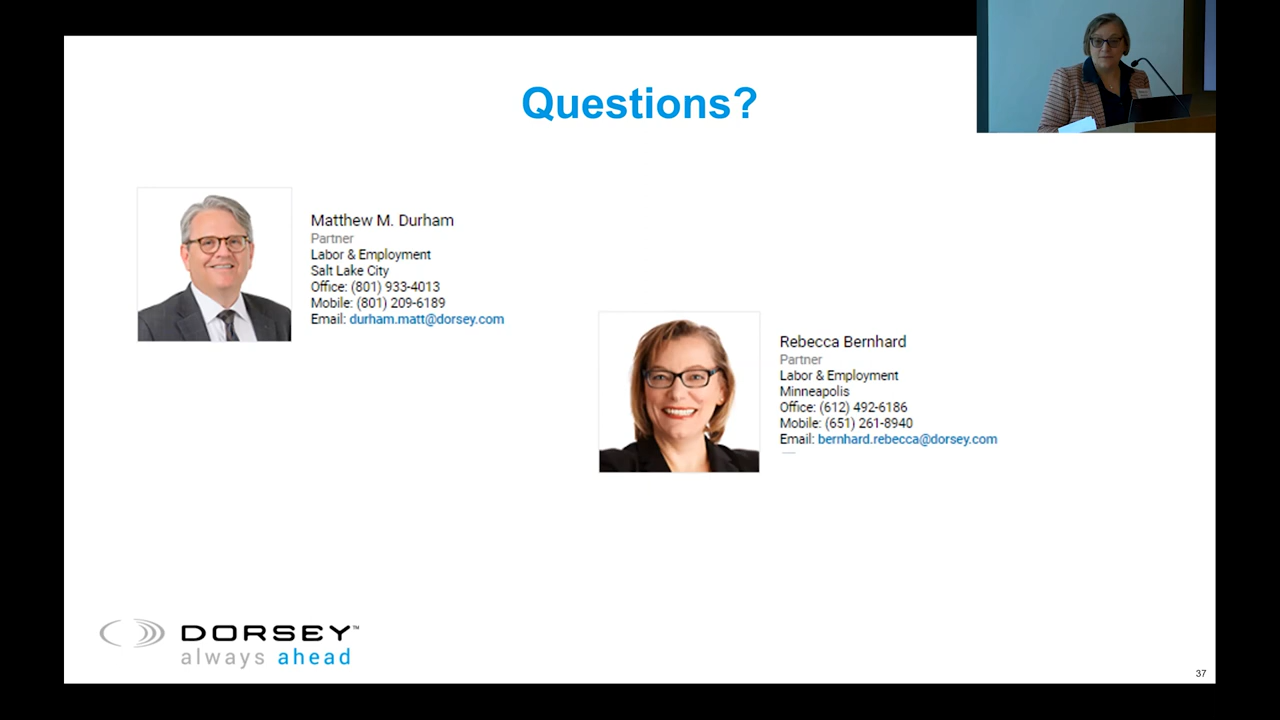 Questions?
Matthew M. Durham
Partner
Labor & Employment
Salt Lake City
Office: (801) 933-4013
Mobile: (801) 209-6189
Email: durham.matt@dorsey.com
Rebecca Bernhard
Partner
Labor & Employment
Minneapolis
Office: (612) 492-6186
Mobile: (651) 261-8940
Email: bernhard.rebecca@dorsey.com
DORSEY™
always ahead
37